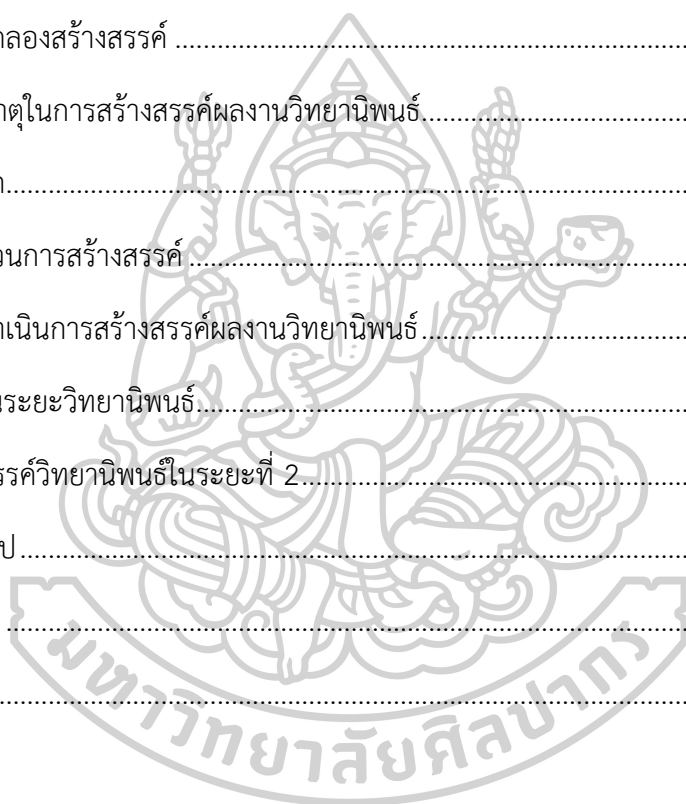 ลองสร้างสรรค์ ........................................................................
ตุในการสร้างสรรค์ผลงานวิทยานิพนธ์.....................................
.............................................................................................
วนการสร้างสรรค์ ......................................................................
เนินการสร้างสรรค์ผลงานวิทยานิพนธ์.....................................
ระยะวิทยานิพนธ์.....................................................................
รค์วิทยานิพนธ์ในระยะที่ 2.......................................................
ป ............................................................................................
.............................................................................................
.............................................................................................
มหาวิทยาลัยศิลปากร